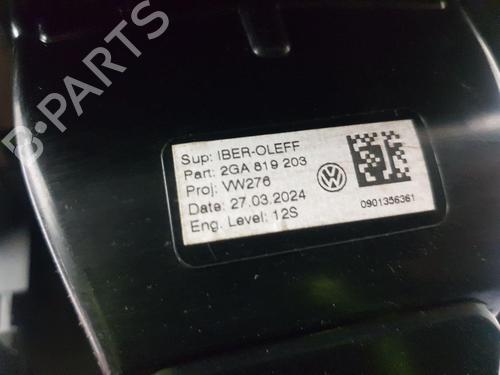 B-PARTS
Sup: IBER-OLEFF
Part: 2GA 819 203
Proj: VW276
Date: 27.03.2024
Eng. Level: 12S
0901356361